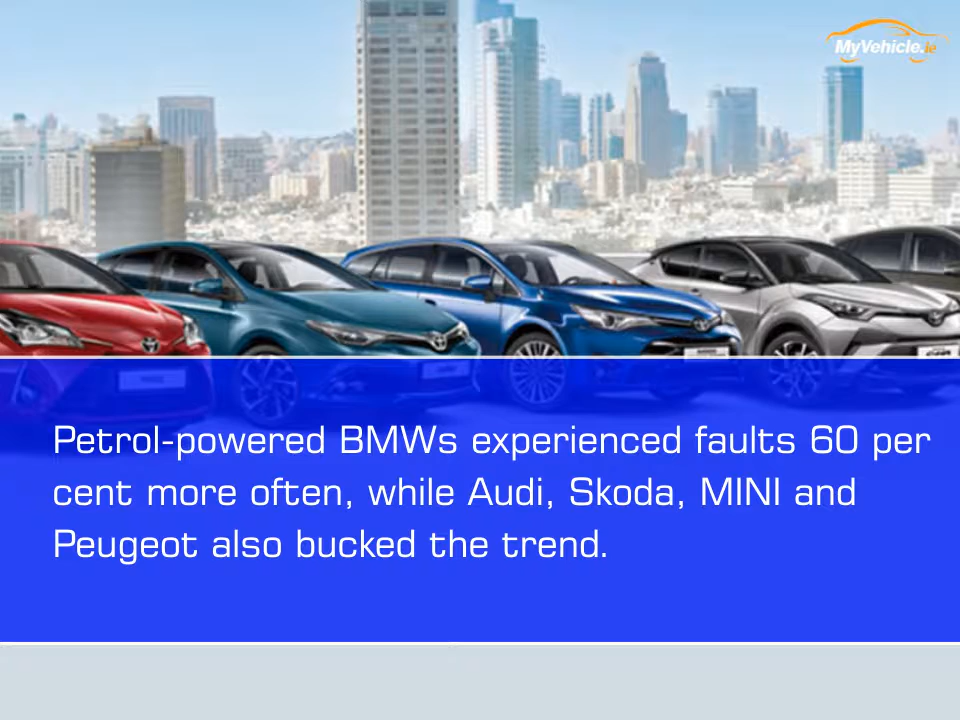 MyVehicle.ie
Petrol-powered BMWs experienced faults 60 per
cent more often, while Audi, Skoda, MINI and
Peugeot also bucked the trend.